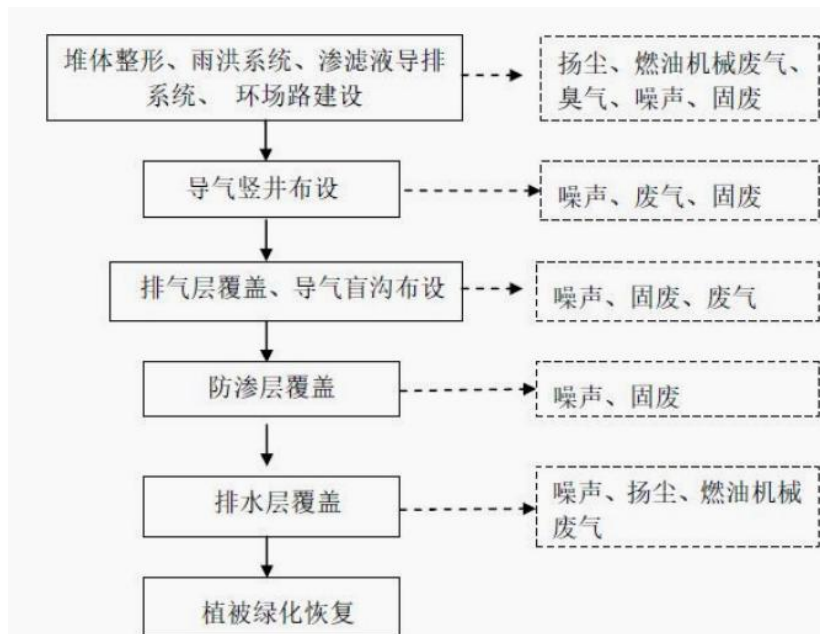 堆体整形、雨洪系统、渗滤液导排
系统、 环场路建设
扬尘、燃油机械废气、
臭气、噪声、固废
导气竖井布设
噪声、废气、固废
排气层覆盖、导气盲沟布设
噪声、固废、废气
防渗层覆盖
噪声、固废
排水层覆盖
噪声、扬尘、燃油机械
废气
植被绿化恢复